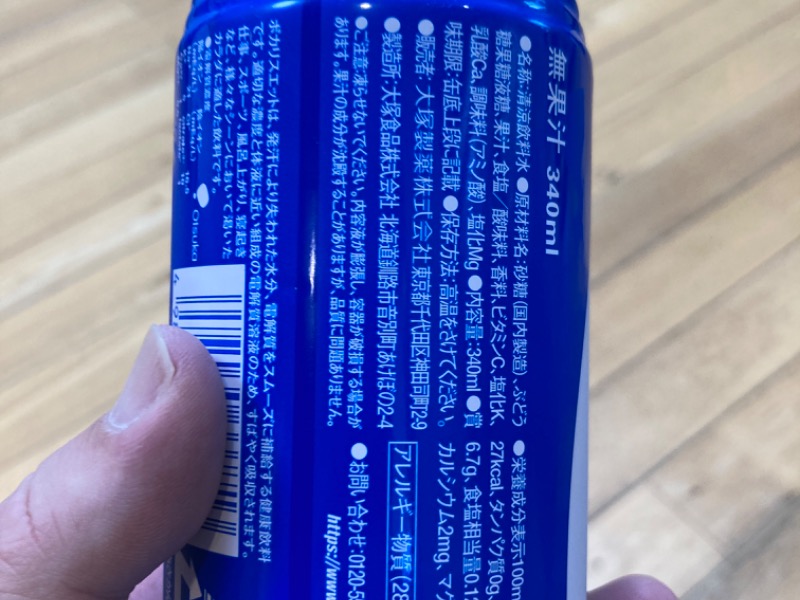 無果汁 340ml
●名称:清涼飲料水 ●原材料名:砂糖(国内製造)、ぶどう
糖果糖液糖、果汁、食塩／酸味料、香料、ビタミンC、塩化K、
乳酸Ca、調味料(アミノ酸)、塩化Mg ●内容量:340ml ●賞
味期限:缶底上段に記載 ●保存方法:高温をさけてください。
●販売者:大塚製薬株式会社 東京都千代田区神田司町2-9
●製造所:大塚食品株式会社 北海道釧路市音別町あけぼの2-4
●ご注意:凍らせないでください。内容液が膨張し、容器が破損する場合が
あります。果汁の成分が沈殿することがありますが、品質に問題ありません。
●栄養成分表示100m
27kcal、タンパク質0g、
6.7g、食塩相当量0.12
カルシウム2mg、マグ
アレルギー物質(28
●お問い合わせ:0120-5
https://ww
ポカリスエットは、発汗により失われた水分、電解質をスムーズに補給する健康飲料
です。適切な濃度と体液に近い組成の電解質溶液のため、すばやく吸収されます。
仕事、スポーツ、風呂上がり、寝起き
など、様々なシーンにおいて渇いた
カラダに適した飲料です。
Otsuka